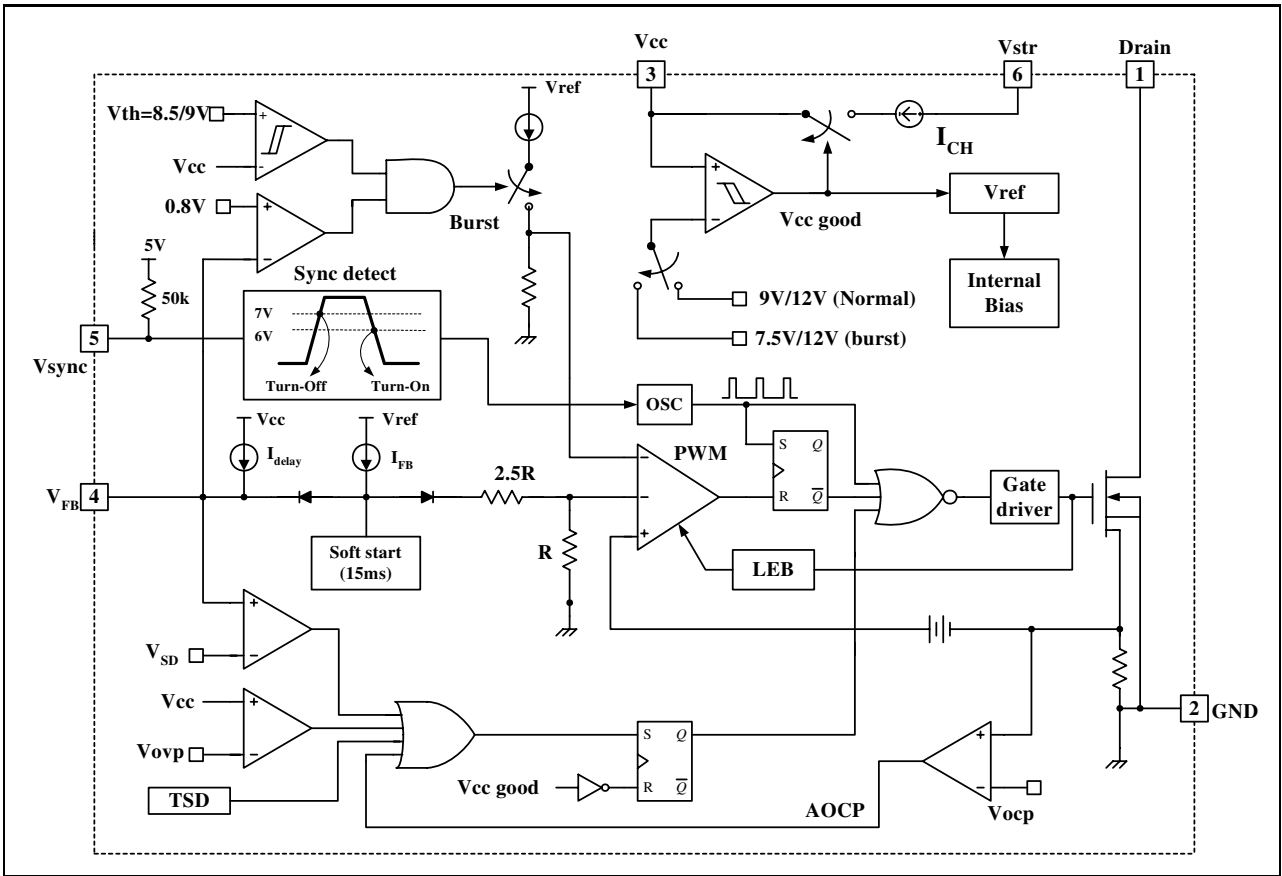 Vcc
Vstr
Drain
3
6
1
Vref
Vth=8.5/9V
+
Vcc
-
I_CH
+
-
Vref
Vcc good
0.8V
+
-
Burst
5V
50k
Sync detect
7V
6V
Turn-Off
Turn-On
5
Vsync
Internal
Bias
9V/12V (Normal)
7.5V/12V (burst)
OSC
Vcc
I_delay
Vref
I_FB
S
Q
R
Q̅
PWM
−
−
+
2.5R
R
V_FB
4
Soft start
(15ms)
Gate
driver
LEB
+
-
V_SD
Vcc
+
-
Vovp
TSD
S
Q
R
Q̅
Vcc good
2
GND
+
-
AOCP
Vocp